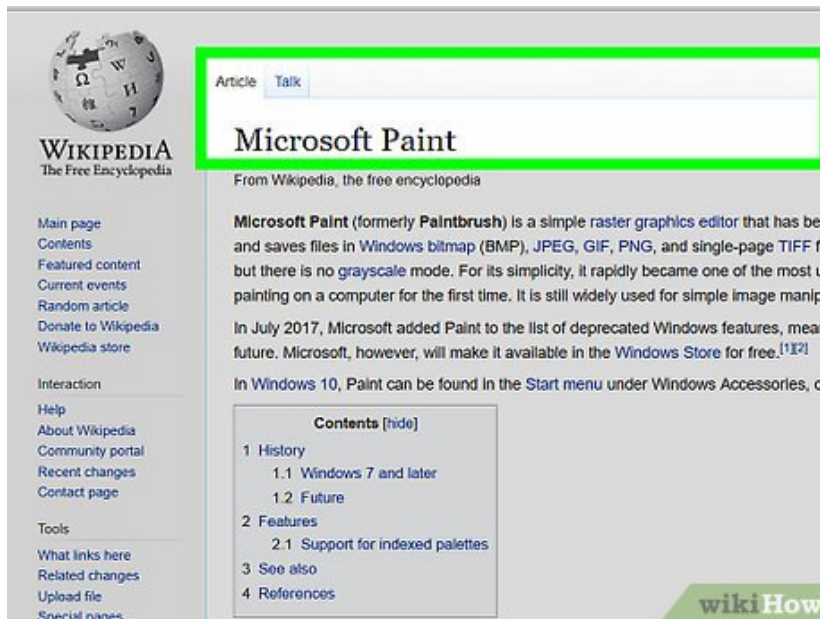 Article Talk
Microsoft Paint
WIKIPEDIA
The Free Encyclopedia
From Wikipedia, the free encyclopedia
Main page
Contents
Featured content
Current events
Random article
Donate to Wikipedia
Wikipedia store
Interaction
Help
About Wikipedia
Community portal
Recent changes
Contact page
Tools
What links here
Related changes
Upload file
Special pages
Microsoft Paint (formerly Paintbrush) is a simple raster graphics editor that has be
and saves files in Windows bitmap (BMP), JPEG, GIF, PNG, and single-page TIFF f
but there is no grayscale mode. For its simplicity, it rapidly became one of the most u
painting on a computer for the first time. It is still widely used for simple image manip
In July 2017, Microsoft added Paint to the list of deprecated Windows features, mea
future. Microsoft, however, will make it available in the Windows Store for free.[1][2]
In Windows 10, Paint can be found in the Start menu under Windows Accessories, o
Contents [hide]
1 History
1.1 Windows 7 and later
1.2 Future
2 Features
2.1 Support for indexed palettes
3 See also
4 References
wikiHow